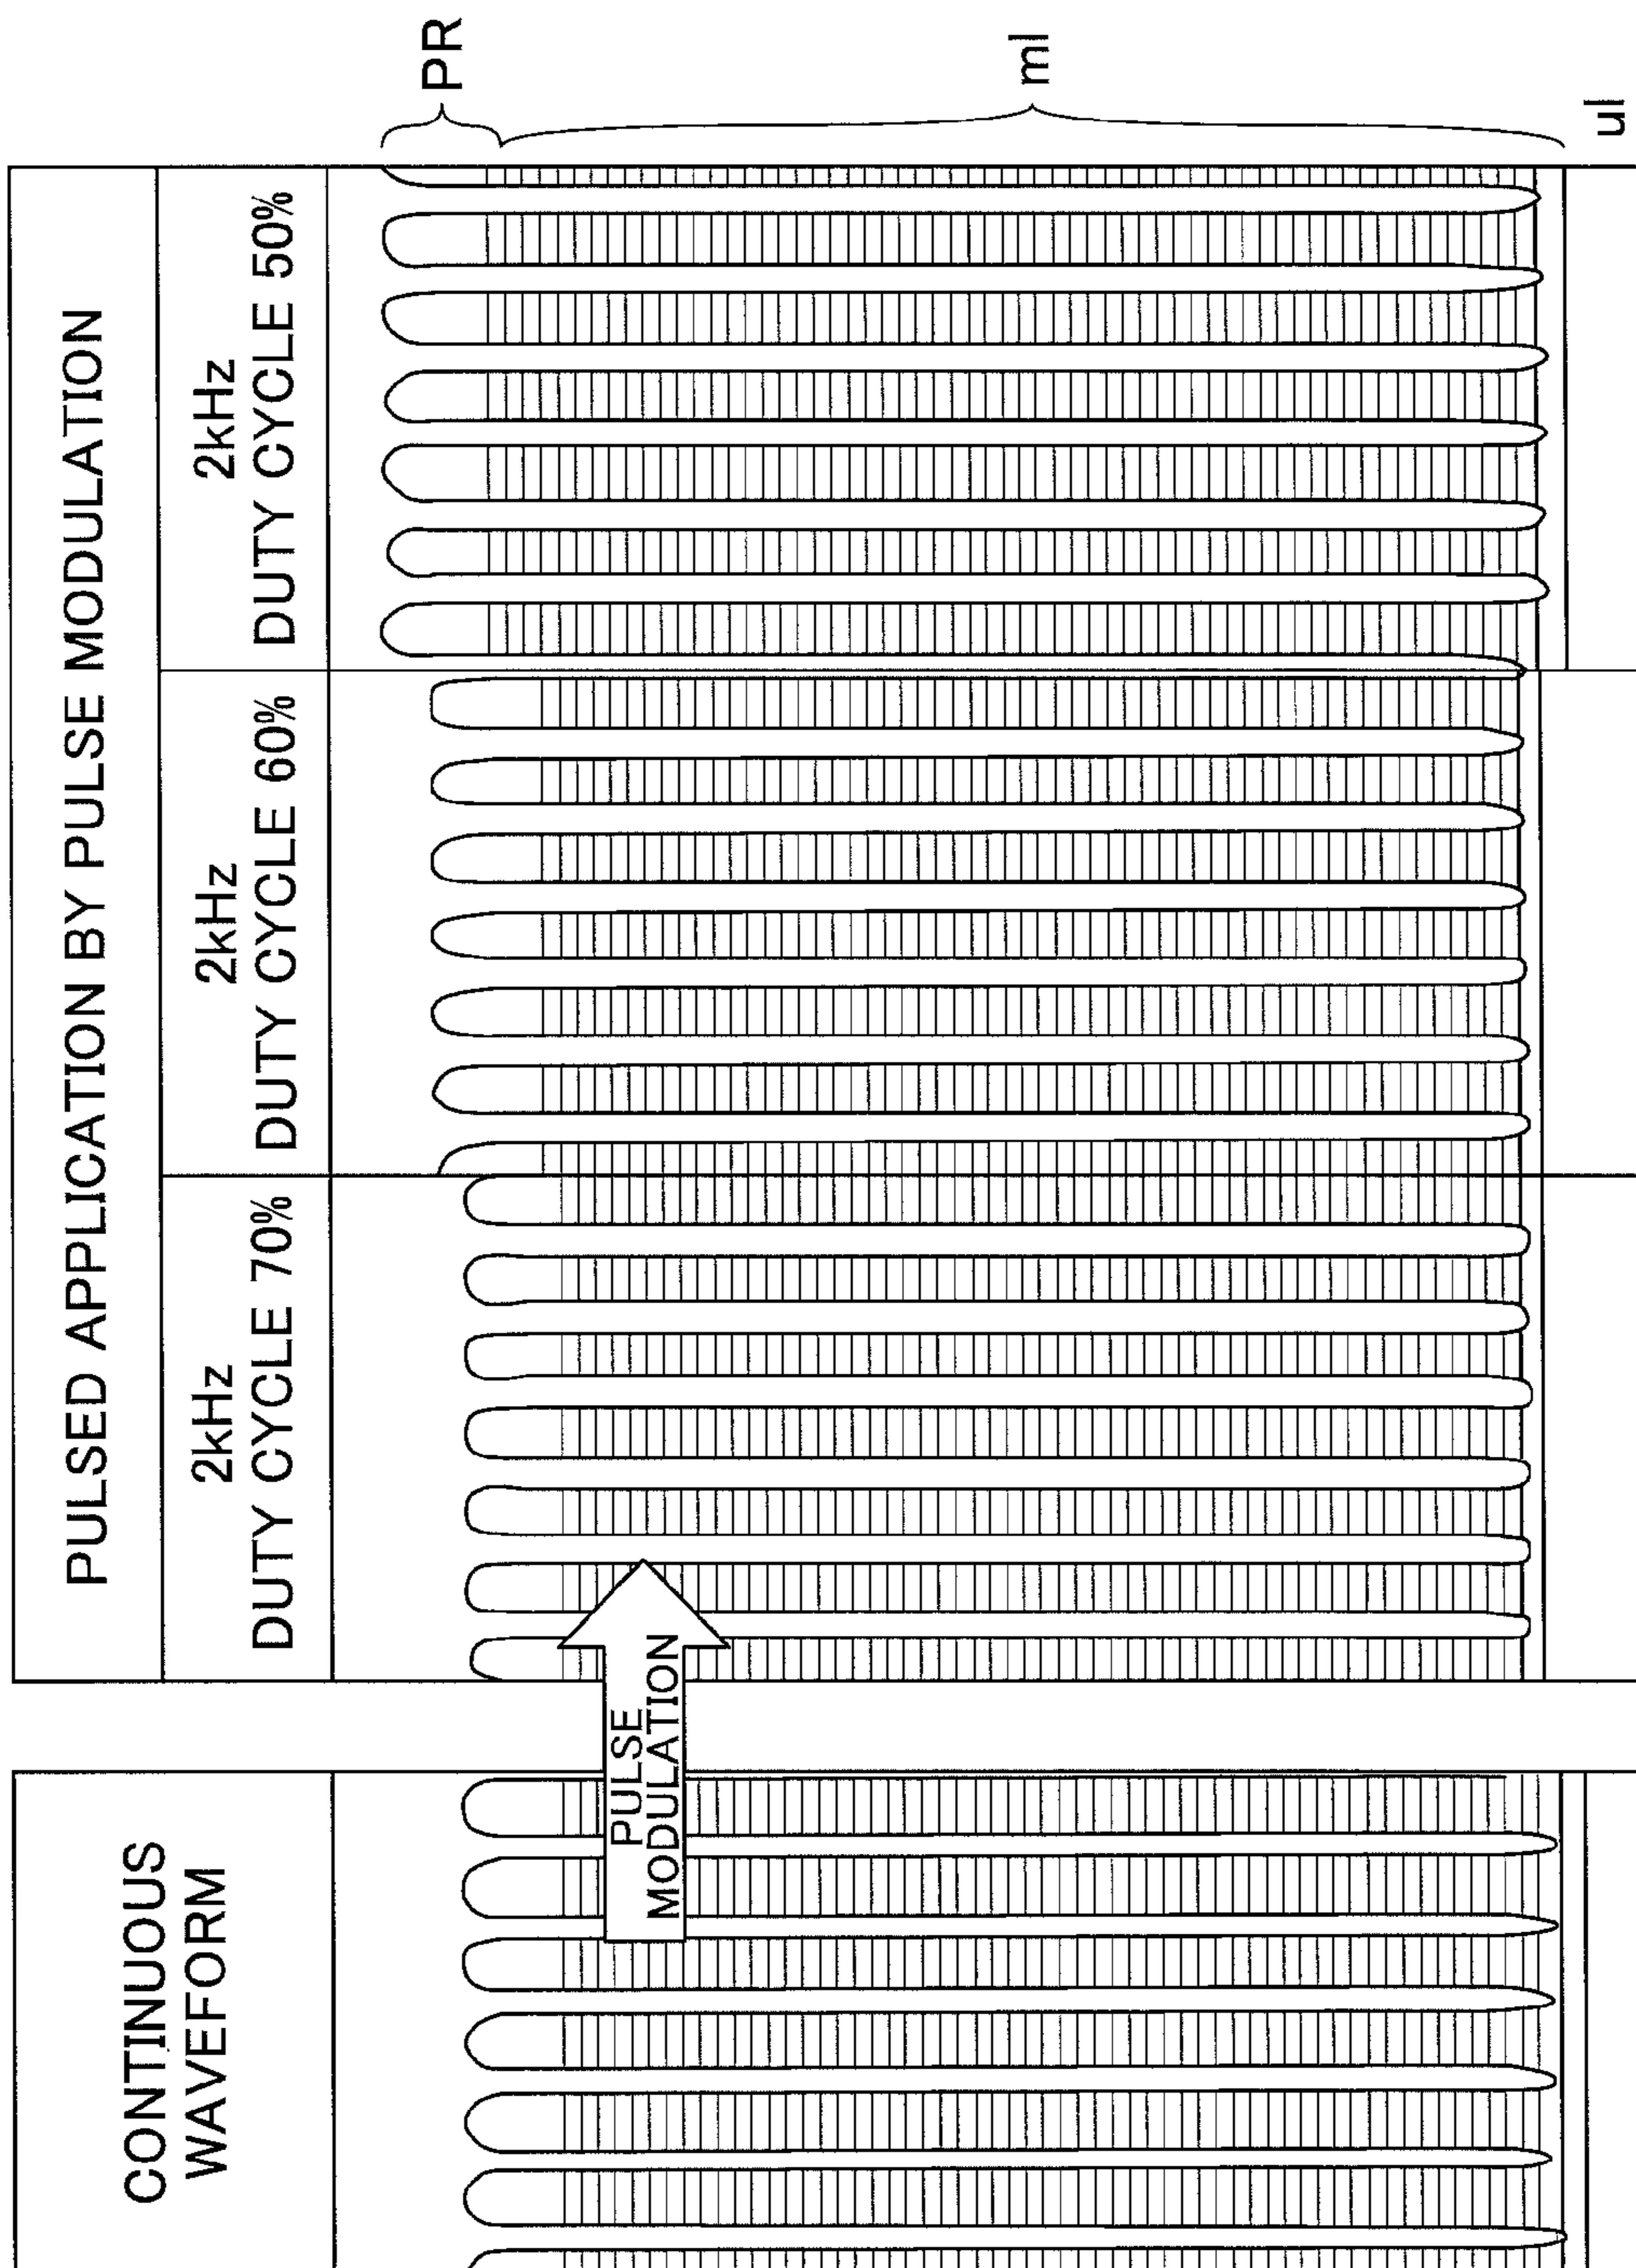 CONTINUOUS
WAVEFORM
PULSED APPLICATION BY PULSE MODULATION
2kHz
DUTY CYCLE 70%
2kHz
DUTY CYCLE 60%
2kHz
DUTY CYCLE 50%
PULSE
MODULATION
PR
ml
ul